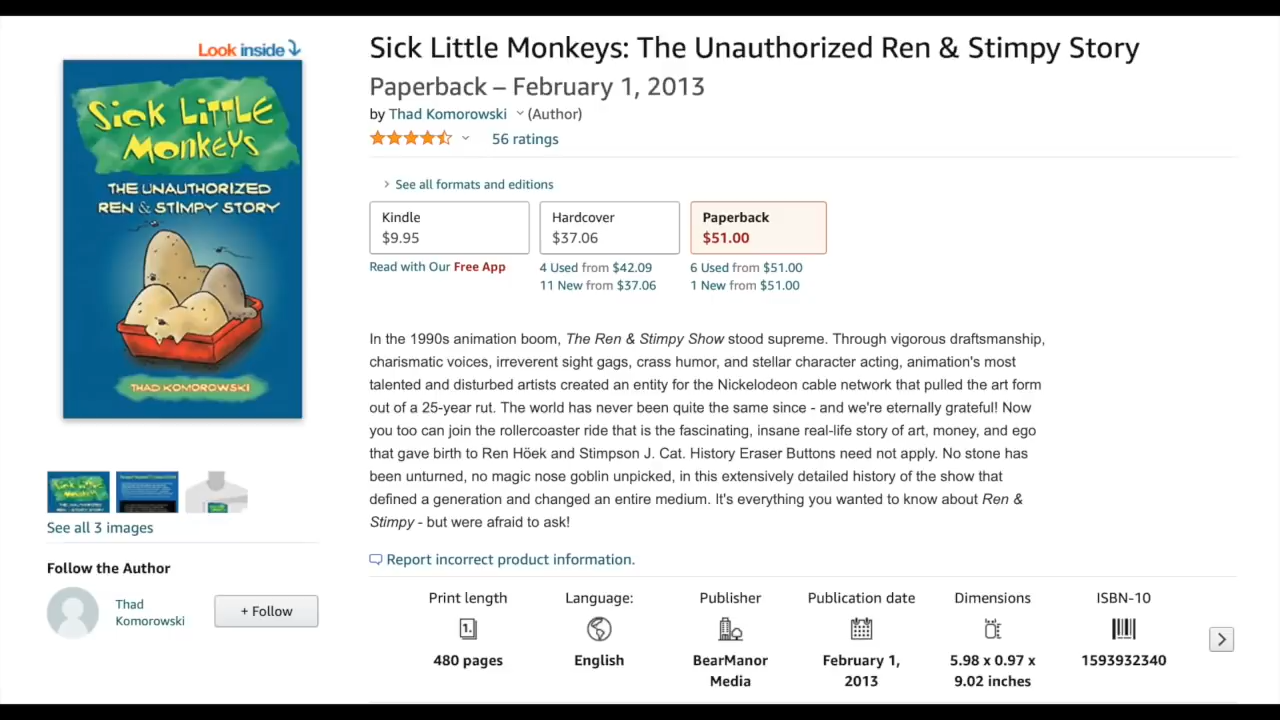 Look inside
Sick Little Monkeys: The Unauthorized Ren & Stimpy Story
Paperback – February 1, 2013
by Thad Komorowski (Author)
56 ratings
See all formats and editions
Kindle
$9.95
Read with Our Free App
Hardcover
$37.06
4 Used from $42.09
11 New from $37.06
Paperback
$51.00
6 Used from $51.00
1 New from $51.00
SICK LITTLE
MONKEYS
THE UNAUTHORIZED
REN & STIMPY STORY
THAD KOMOROWSKI
In the 1990s animation boom, The Ren & Stimpy Show stood supreme. Through vigorous draftsmanship,
charismatic voices, irreverent sight gags, crass humor, and stellar character acting, animation's most
talented and disturbed artists created an entity for the Nickelodeon cable network that pulled the art form
out of a 25-year rut. The world has never been quite the same since - and we're eternally grateful! Now
you too can join the rollercoaster ride that is the fascinating, insane real-life story of art, money, and ego
that gave birth to Ren Höek and Stimpson J. Cat. History Eraser Buttons need not apply. No stone has
been unturned, no magic nose goblin unpicked, in this extensively detailed history of the show that
defined a generation and changed an entire medium. It's everything you wanted to know about Ren &
Stimpy - but were afraid to ask!
See all 3 images
Report incorrect product information.
Follow the Author
Thad
Komorowski
+ Follow
Print length
480 pages
Language:
English
Publisher
BearManor
Media
Publication date
February 1,
2013
Dimensions
5.98 x 0.97 x
9.02 inches
ISBN-10
1593932340